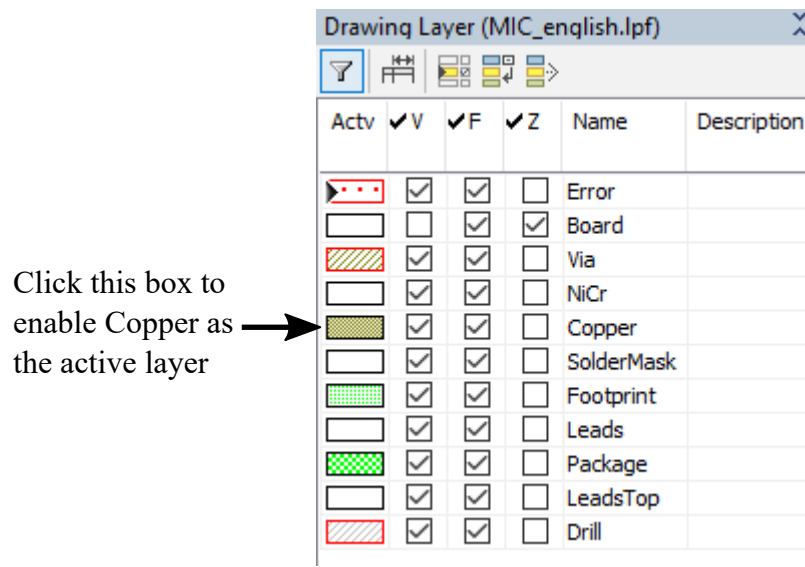 Drawing Layer (MIC_english.lpf)
Actv V F Z Name Description
Error
Board
Via
NiCr
Click this box to
enable Copper as
the active layer
Copper
SolderMask
Footprint
Leads
Package
LeadsTop
Drill